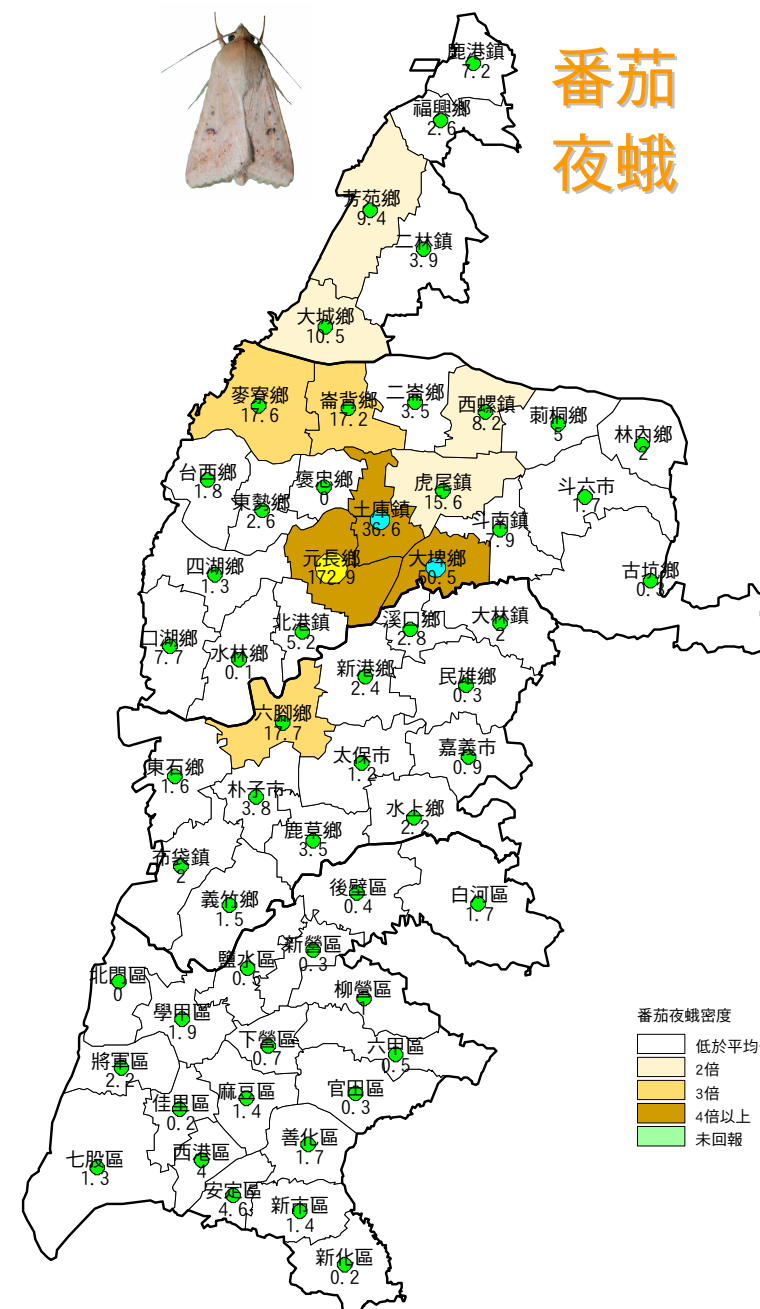 番茄
夜蛾
鹿港鎮
7.2
福興鄉
2.6
芳苑鄉
9.4
二林鎮
3.9
大城鄉
10.5
麥寮鄉
17.6
崙背鄉
17.2
二崙鄉
3.5
西螺鎮
8.2
莿桐鄉
5
林內鄉
2
台西鄉
1.8
東勢鄉
2.6
褒忠鄉
0
土庫鎮
36.6
虎尾鎮
15.6
斗六市
1.7
斗南鎮
元長鄉
172.9
大埤鄉
50.5
古坑鄉
四湖鄉
1.3
口湖鄉
7.7
水林鄉
0.1
北港鎮
5.2
溪口鄉
2.8
大林鎮
2
新港鄉
2.4
民雄鄉
0.3
六腳鄉
17.7
太保市
1.2
嘉義市
0.9
東石鄉
1.6
朴子市
3.8
鹿草鄉
3.5
水上鄉
2.2
布袋鎮
2
義竹鄉
1.5
後壁區
0.4
白河區
1.7
新營區
0.3
鹽水區
0.5
北門區
0
柳營區
1
學甲區
1.9
下營區
0.7
六甲區
0.5
將軍區
2.2
佳里區
0.2
麻豆區
1.4
官田區
0.3
七股區
1.3
西港區
4
善化區
1.7
安定區
4.6
新市區
1.4
新化區
0.2
番茄夜蛾密度
低於平均
2倍
3倍
4倍以上
未回報